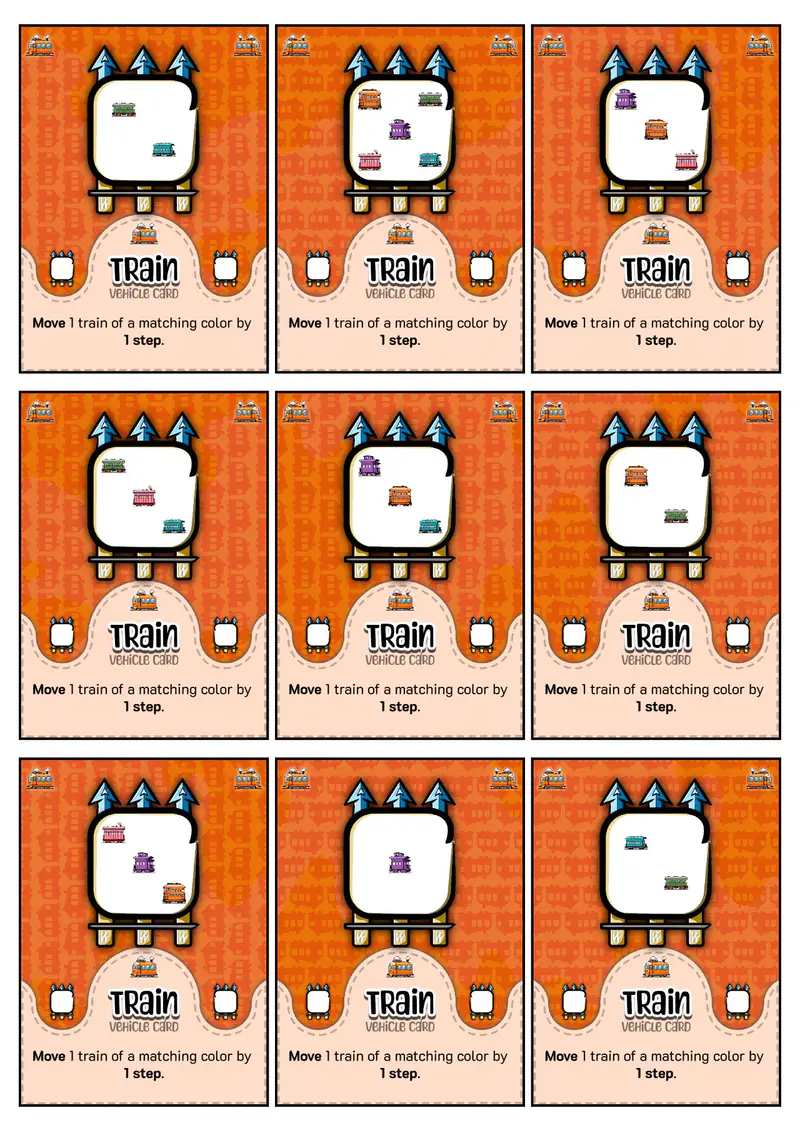 Train
Vehicle Card
Move 1 train of a matching color by
1 step.
Train
Vehicle Card
Move 1 train of a matching color by
1 step.
Train
Vehicle Card
Move 1 train of a matching color by
1 step.
Train
Vehicle Card
Move 1 train of a matching color by
1 step.
Train
Vehicle Card
Move 1 train of a matching color by
1 step.
Train
Vehicle Card
Move 1 train of a matching color by
1 step.
Train
Vehicle Card
Move 1 train of a matching color by
1 step.
Train
Vehicle Card
Move 1 train of a matching color by
1 step.
Train
Vehicle Card
Move 1 train of a matching color by
1 step.